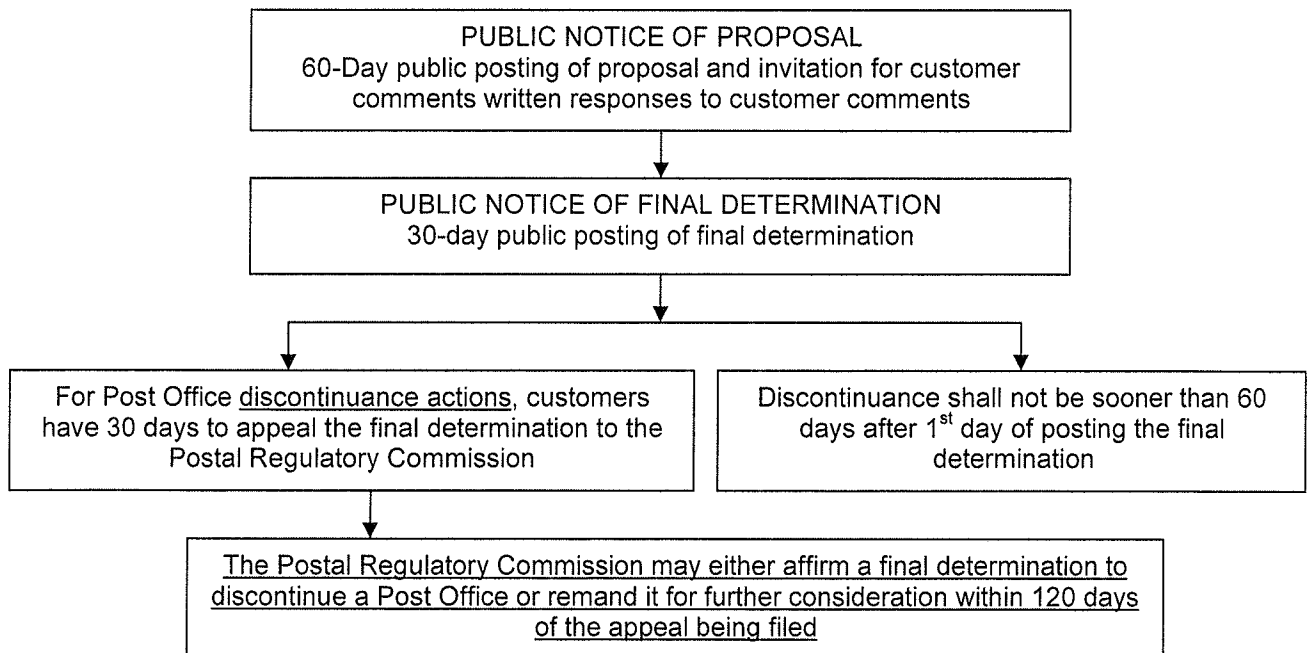 PUBLIC NOTICE OF PROPOSAL
60-Day public posting of proposal and invitation for customer
comments written responses to customer comments
PUBLIC NOTICE OF FINAL DETERMINATION
30-day public posting of final determination
For Post Office discontinuance actions, customers
have 30 days to appeal the final determination to the
Postal Regulatory Commission
Discontinuance shall not be sooner than 60
days after 1st day of posting the final
determination
The Postal Regulatory Commission may either affirm a final determination to
discontinue a Post Office or remand it for further consideration within 120 days
of the appeal being filed